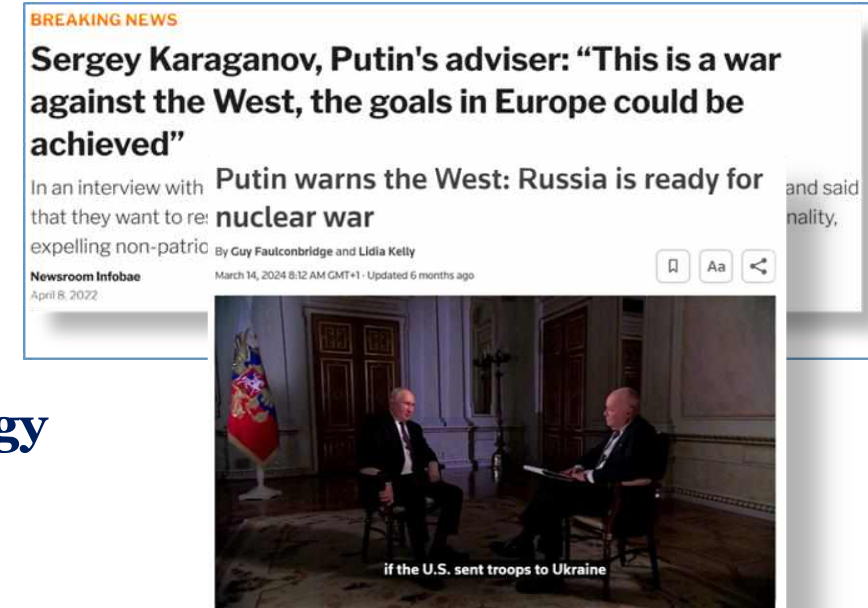 BREAKING NEWS
Sergey Karaganov, Putin's adviser: “This is a war
against the West, the goals in Europe could be
achieved”
In an interview with
and said
that they want to re
nality,
expelling non-patrio
Newsroom Infobae
April 8, 2022
Putin warns the West: Russia is ready for
nuclear war
By Guy Faulconbridge and Lidia Kelly
March 14, 2024 8:12 AM GMT+1 · Updated 6 months ago
Aa
if the U.S. sent troops to Ukraine
gy